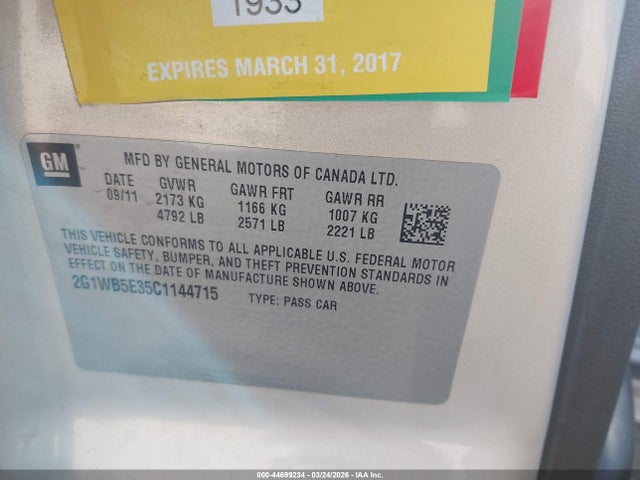 1933
EXPIRES MARCH 31, 2017
GM
MFD BY GENERAL MOTORS OF CANADA LTD.
DATE GVWR GAWR FRT GAWR RR
09/11 2173 KG 1166 KG 1007 KG
4792 LB 2571 LB 2221 LB
THIS VEHICLE CONFORMS TO ALL APPLICABLE U.S. FEDERAL MOTOR
VEHICLE SAFETY, BUMPER, AND THEFT PREVENTION STANDARDS IN
EFFECT ON THE DATE OF MANUFACTURE SHOWN ABOVE.
2G1WB5E35C1144715 TYPE: PASS CAR
000-44699234 - 03/24/2026 - IAA Inc.